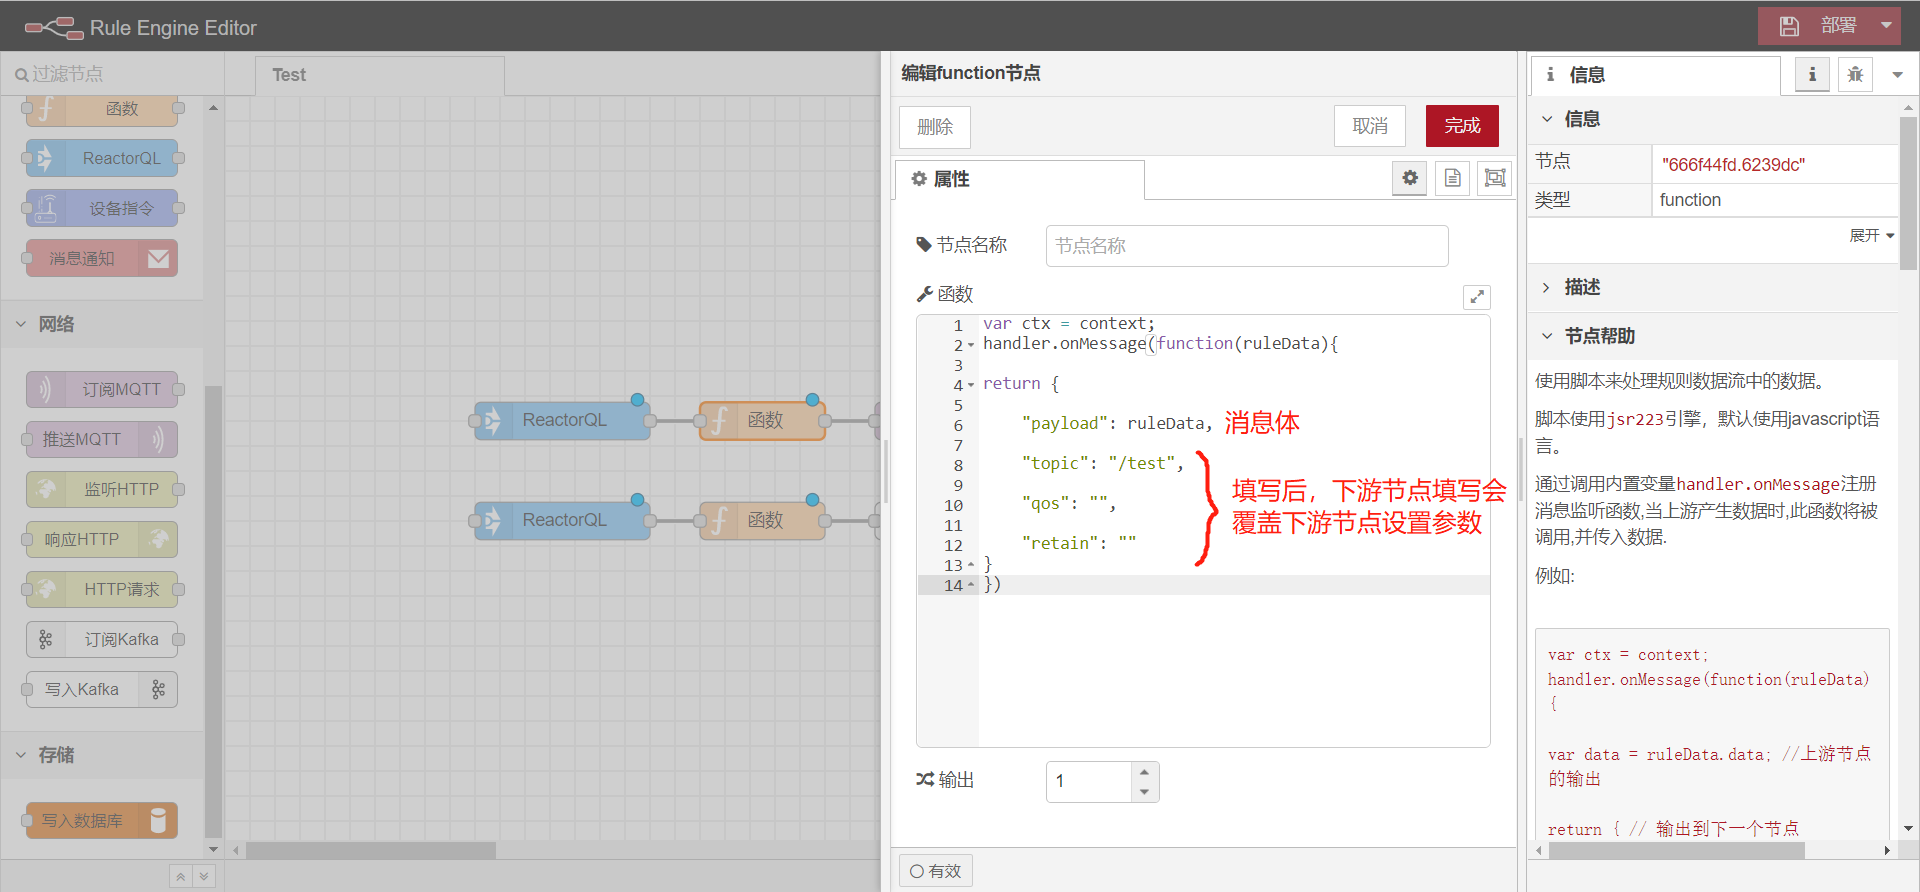 Rule Engine Editor
部署
过滤节点
函数
ReactorQL
设备指令
消息通知
网络
订阅MQTT
推送MQTT
监听HTTP
响应HTTP
HTTP请求
订阅Kafka
写入Kafka
存储
写入数据库
Test
ReactorQL
函数
ReactorQL
函数
编辑function节点
删除
取消
完成
属性
节点名称
节点名称
函数
1 var ctx = context;
2 handler.onMessage(function(ruleData){
3
4 return {
5
6 "payload": ruleData, 消息体
7
8 "topic": "/test",
9
10 "qos": "",
11
12 "retain": ""
13 }
14 })
填写后，下游节点填写会
覆盖下游节点设置参数
输出
1
有效
信息
信息
节点 "666f44fd.6239dc"
类型 function
展开
描述
节点帮助
使用脚本来处理规则数据流中的数据。
脚本使用jsr223引擎，默认使用javascript语
言。
通过调用内置变量handler.onMessage注册
消息监听函数,当上游产生数据时,此函数将被
调用,并传入数据.
例如:
var ctx = context;
handler.onMessage(function(ruleData)
{
var data = ruleData.data; //上游节点
的输出
return { // 输出到下一个节点